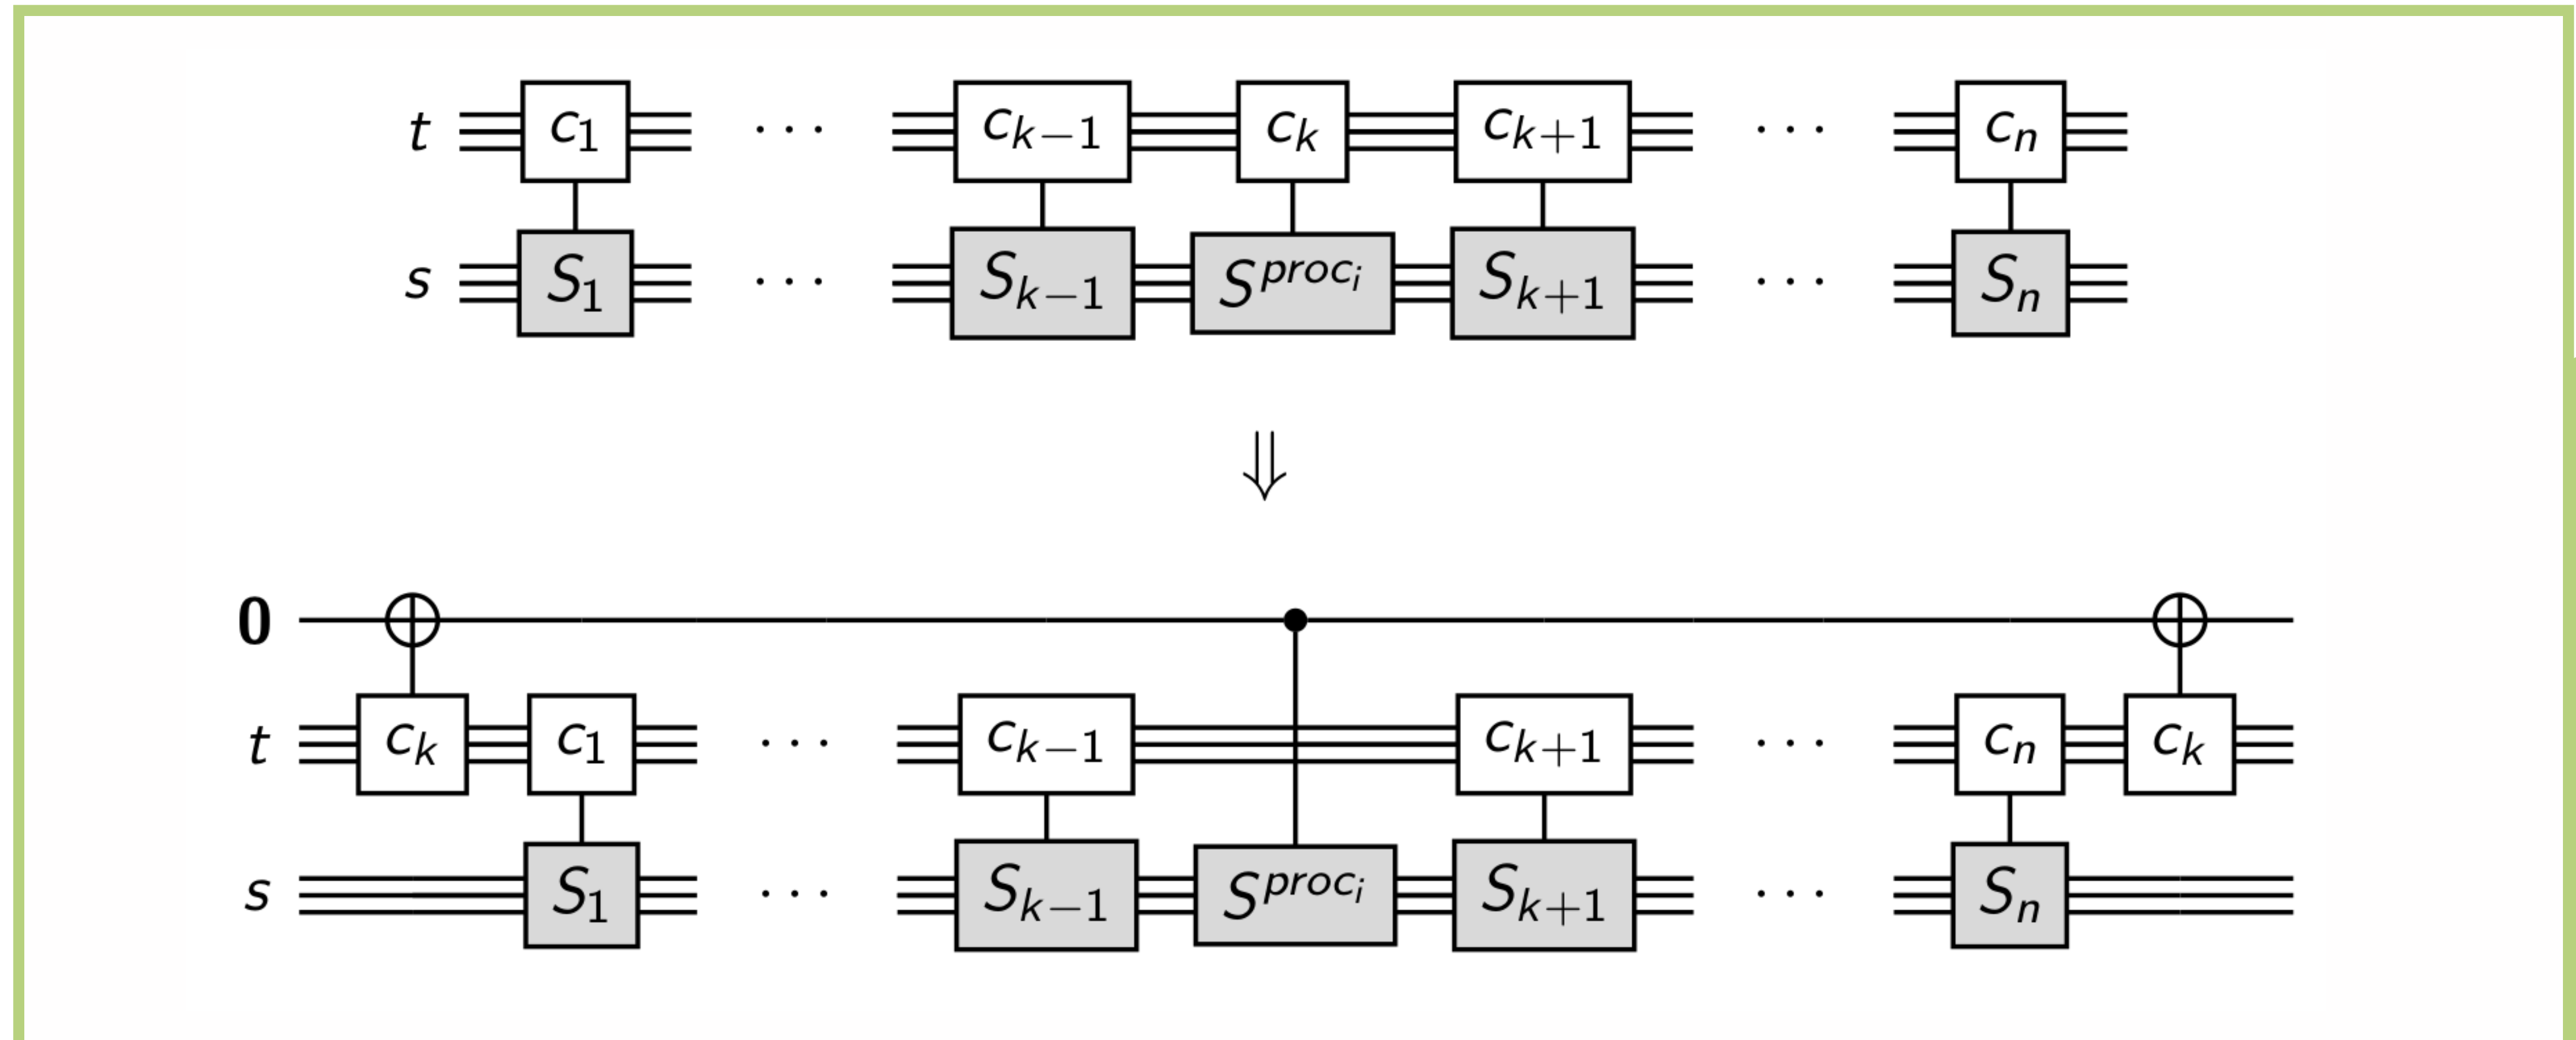 t c₁ · · · cₖ₋₁ cₖ cₖ₊₁ · · · cₙ
s S₁ · · · Sₖ₋₁ S^{procᵢ} Sₖ₊₁ · · · Sₙ
⇓
0
t cₖ c₁ · · · cₖ₋₁ cₖ₊₁ · · · cₙ cₖ
s S₁ · · · Sₖ₋₁ S^{procᵢ} Sₖ₊₁ · · · Sₙ